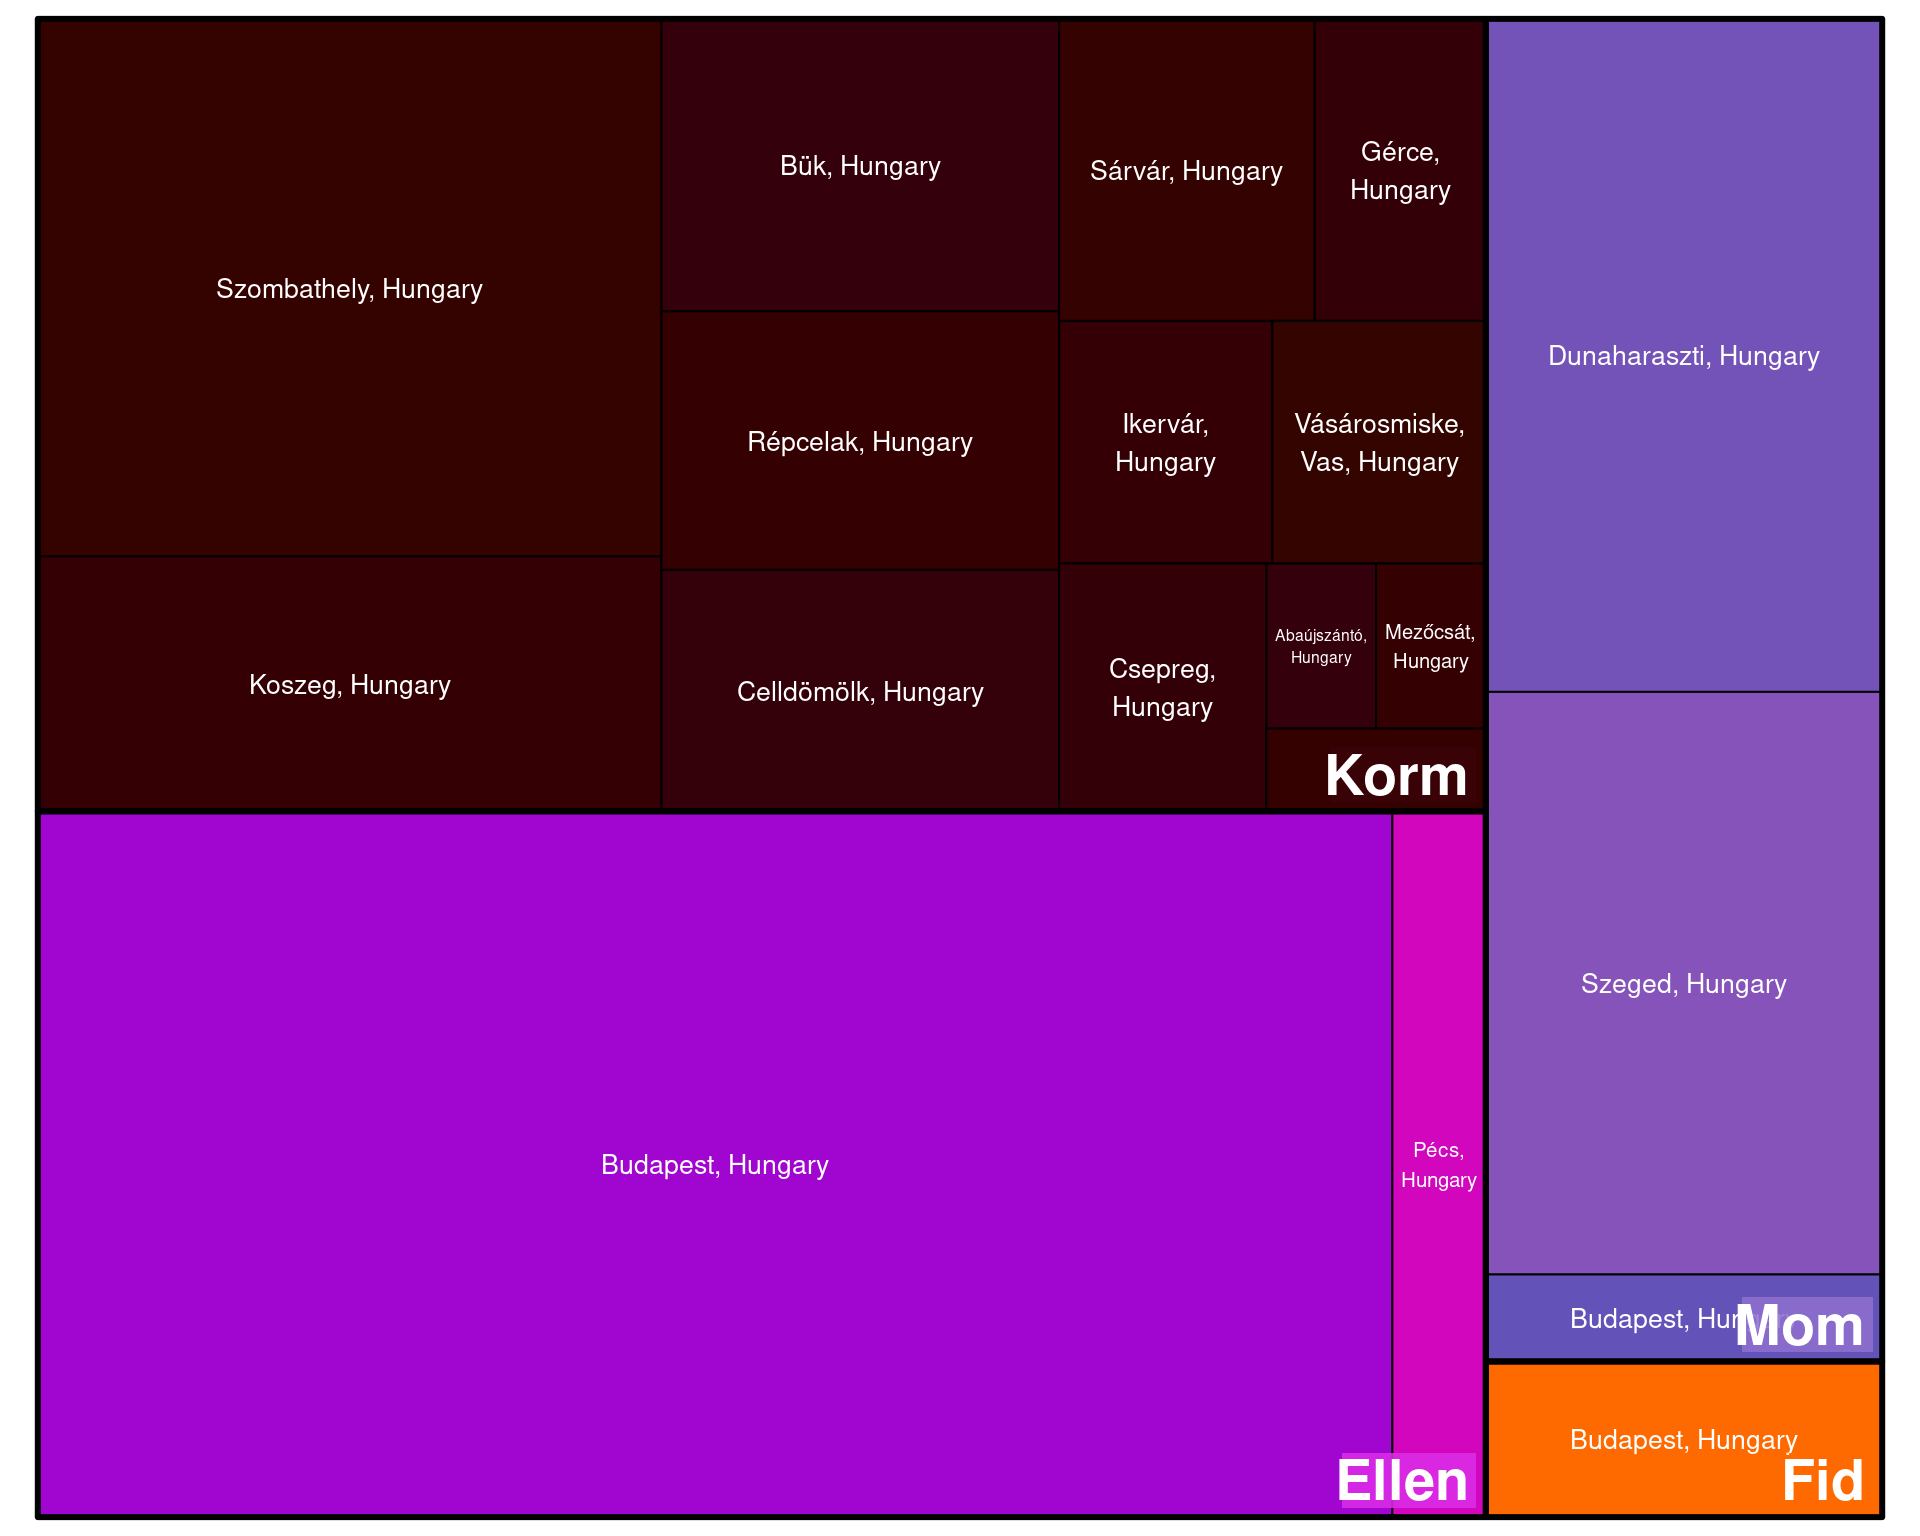 Szombathely, Hungary
Koszeg, Hungary
Bük, Hungary
Répcelak, Hungary
Celldömölk, Hungary
Sárvár, Hungary
Gérce,
Hungary
Ikervár,
Hungary
Vásárosmiske,
Vas, Hungary
Csepreg,
Hungary
Abaújszántó,
Hungary
Mezőcsát,
Hungary
Korm
Budapest, Hungary
Pécs,
Hungary
Ellen
Dunaharaszti, Hungary
Szeged, Hungary
Budapest, Hun
Mom
Budapest, Hungary
Fid